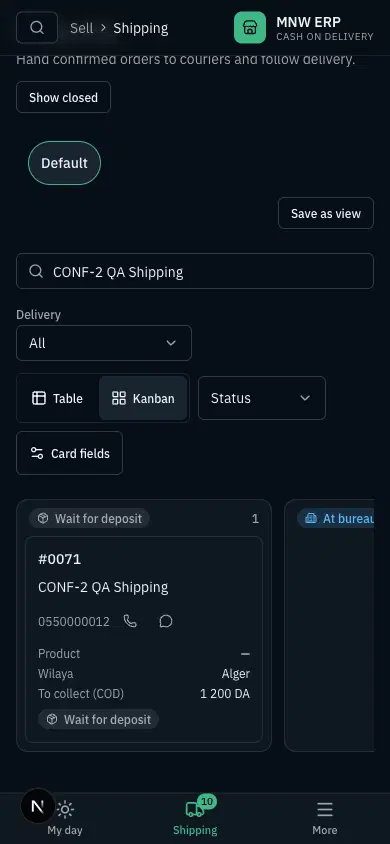 Sell > Shipping
MNW ERP
CASH ON DELIVERY
Hand confirmed orders to couriers and follow delivery.
Show closed
Default
Save as view
CONF-2 QA Shipping
Delivery
All
Table
Kanban
Status
Card fields
Wait for deposit 1
At bureau
#0071
CONF-2 QA Shipping
0550000012
Product —
Wilaya Alger
To collect (COD) 1 200 DA
Wait for deposit
N
10
My day
Shipping
More